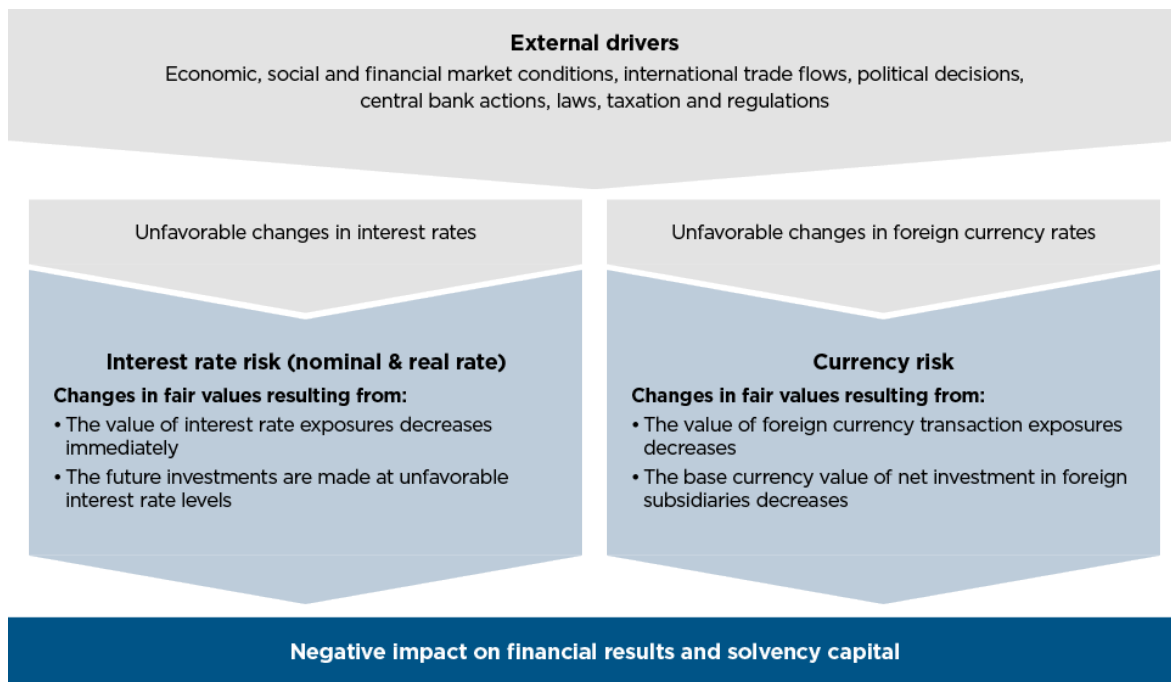 External drivers
Economic, social and financial market conditions, international trade flows, political decisions,
central bank actions, laws, taxation and regulations
Unfavorable changes in interest rates
Interest rate risk (nominal & real rate)
Changes in fair values resulting from:
• The value of interest rate exposures decreases
immediately
• The future investments are made at unfavorable
interest rate levels
Unfavorable changes in foreign currency rates
Currency risk
Changes in fair values resulting from:
• The value of foreign currency transaction exposures
decreases
• The base currency value of net investment in foreign
subsidiaries decreases
Negative impact on financial results and solvency capital